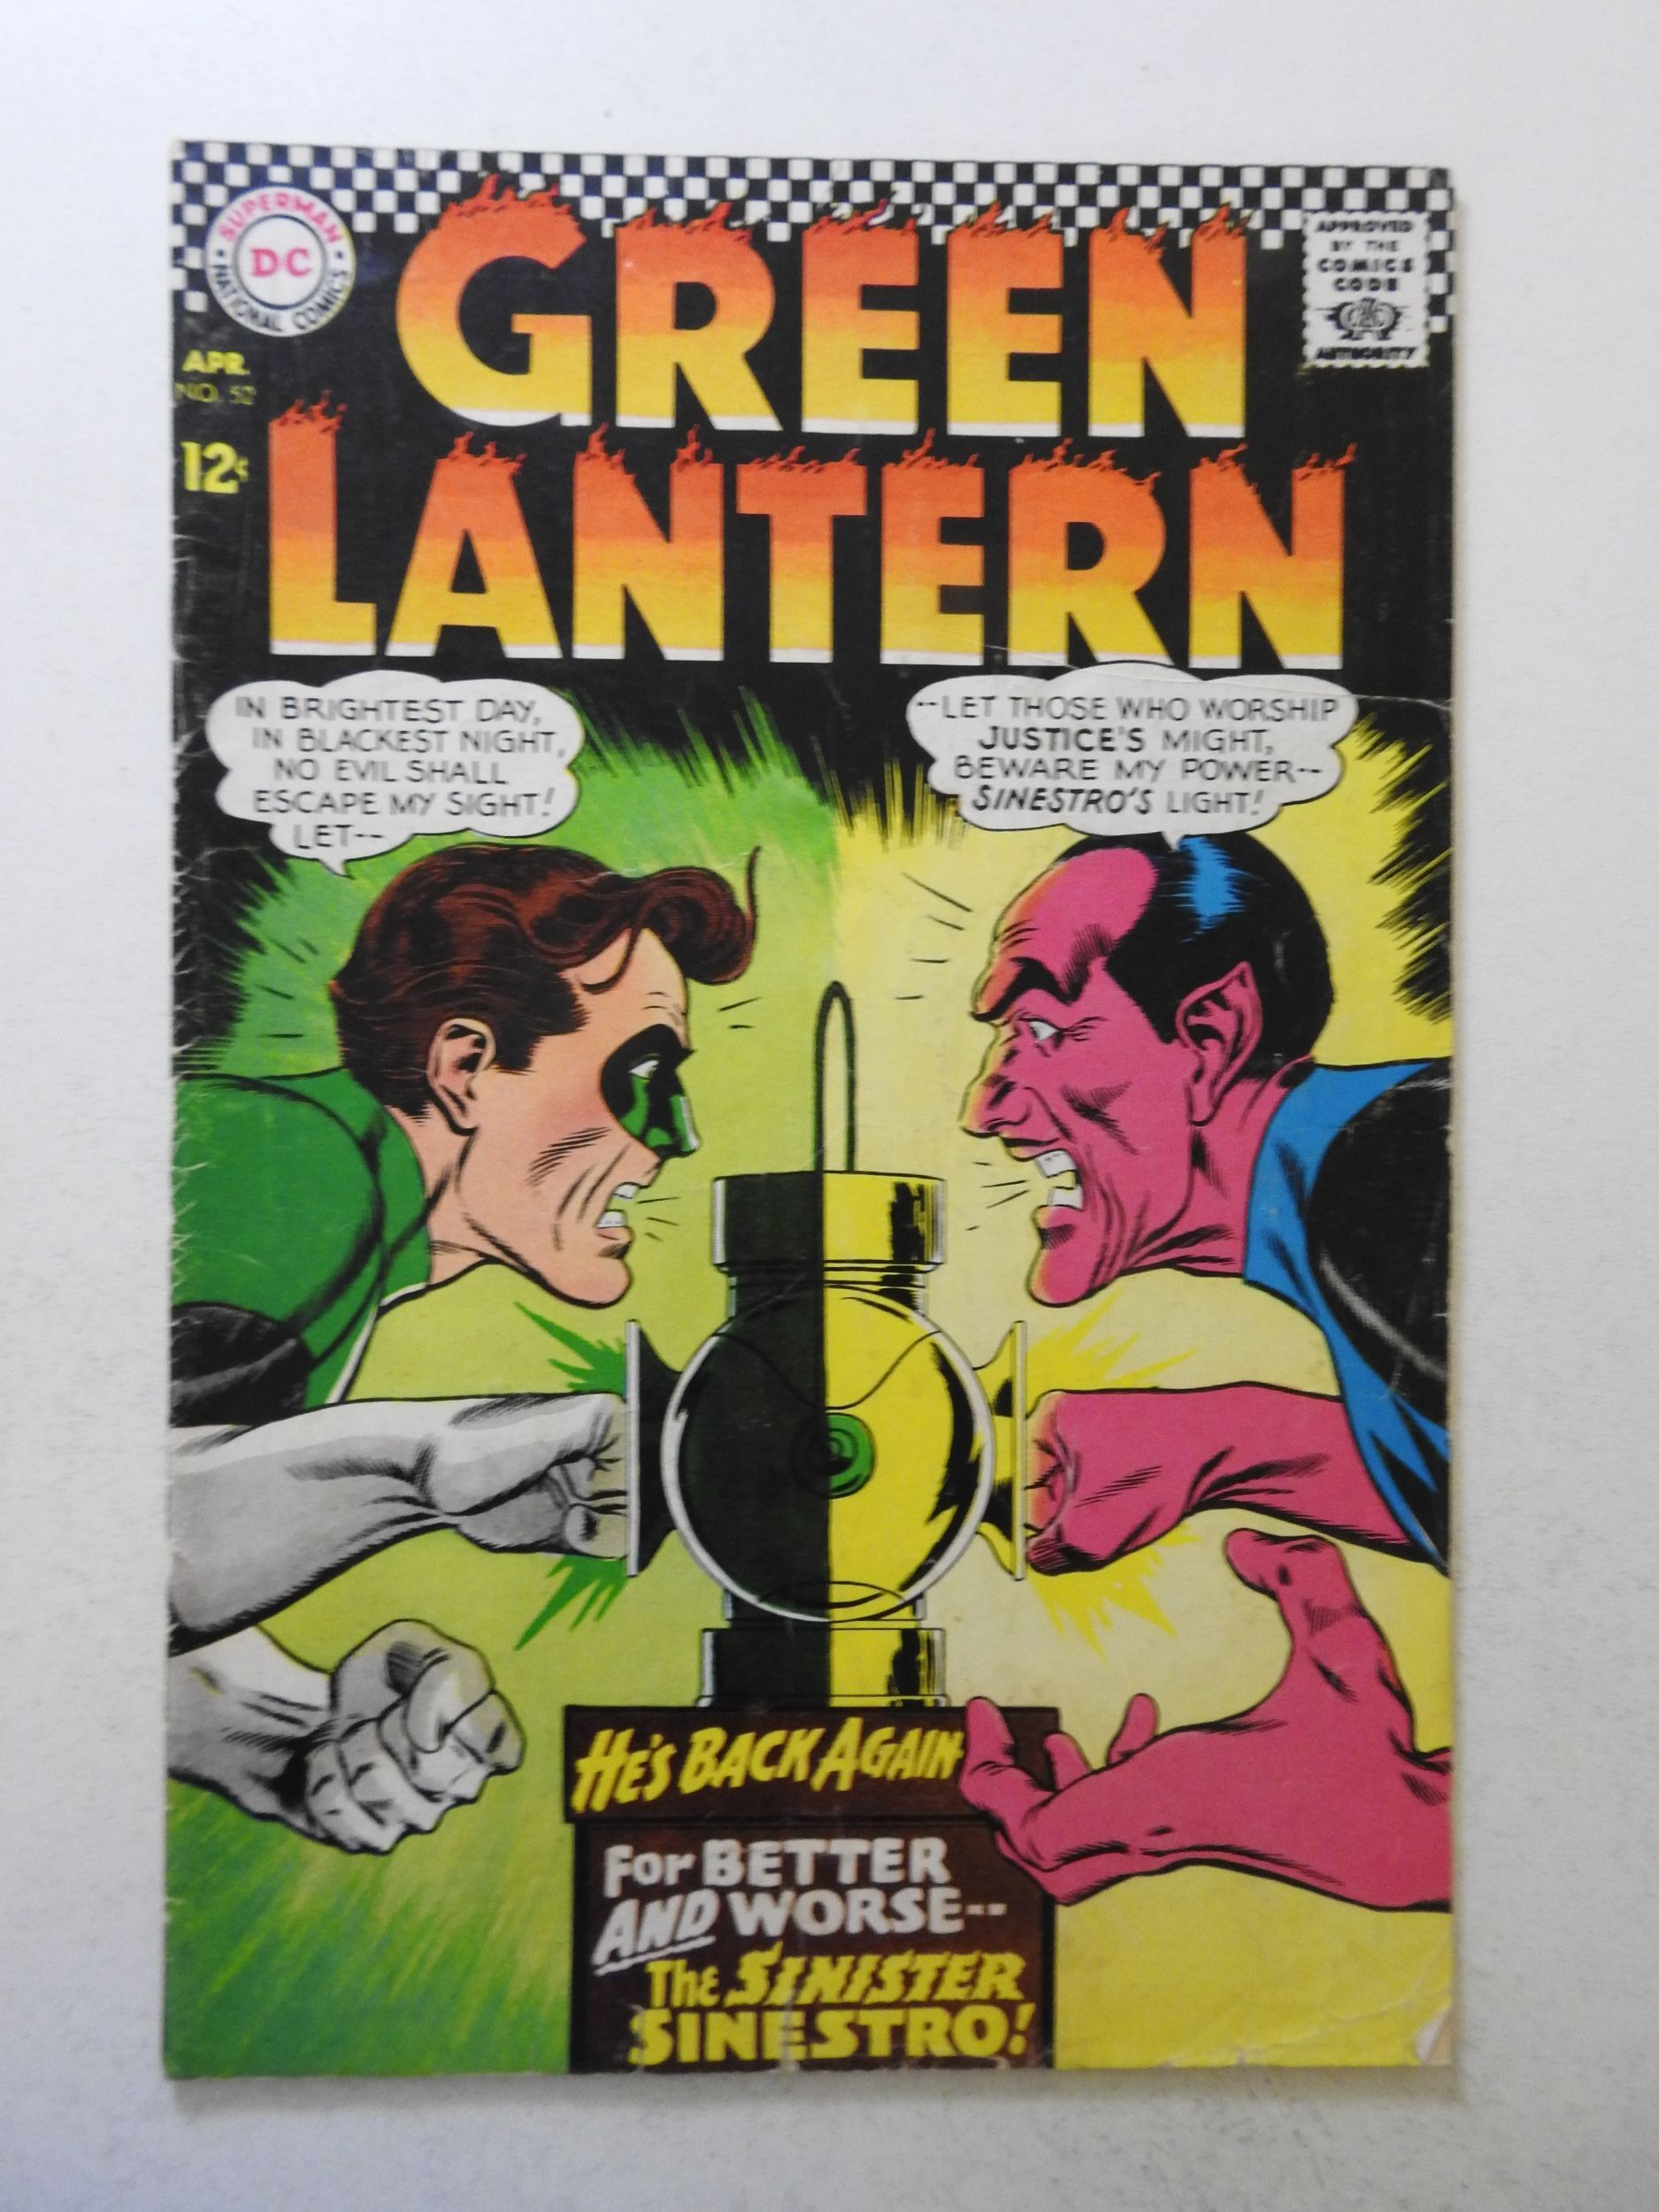 SUPERMAN
DC
NATIONAL COMICS
APR.
NO. 52
12¢
GREEN
LANTERN
APPROVED
BY THE
COMICS
CODE
AUTHORITY
IN BRIGHTEST DAY,
IN BLACKEST NIGHT,
NO EVIL SHALL
ESCAPE MY SIGHT!
LET--
--LET THOSE WHO WORSHIP
JUSTICE'S MIGHT,
BEWARE MY POWER--
SINESTRO'S LIGHT!
HE'S BACK AGAIN
For BETTER
AND WORSE--
The SINISTER
SINESTRO!